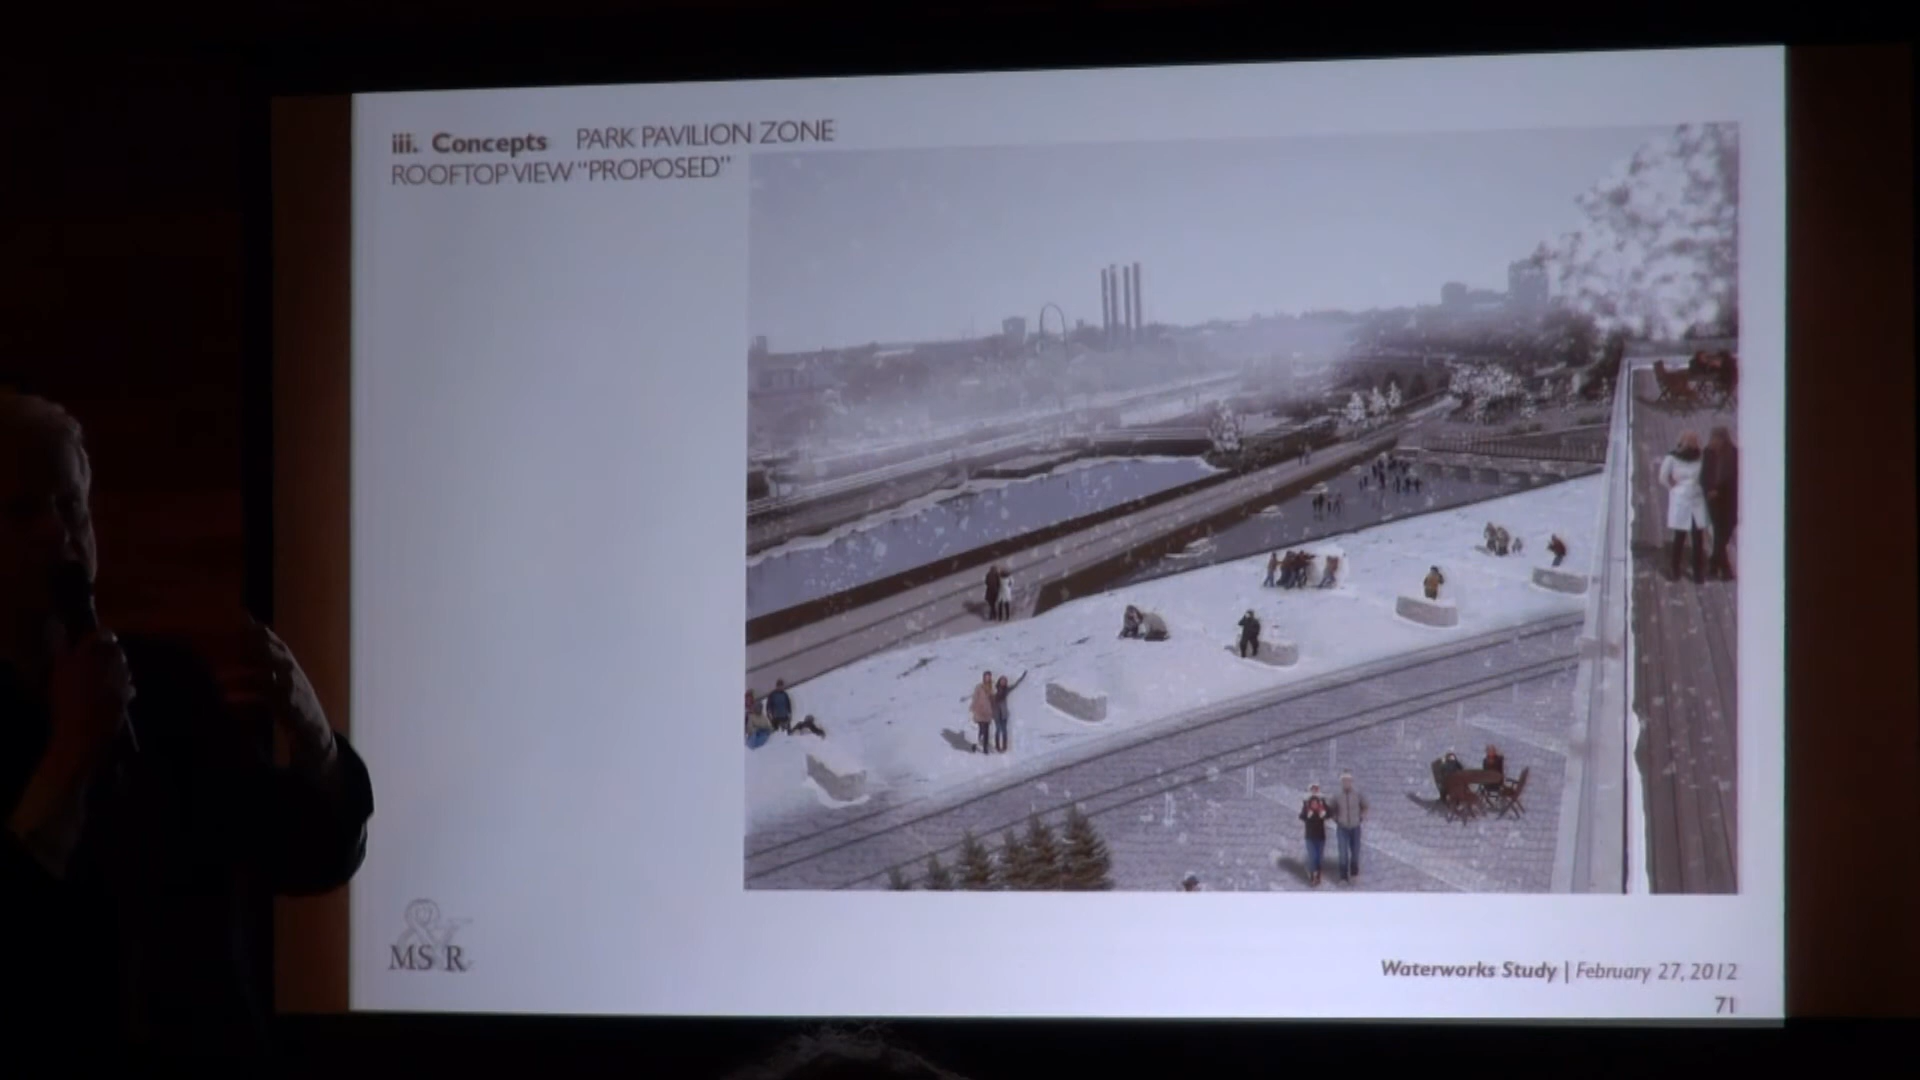 iii. Concepts PARK PAVILION ZONE
ROOFTOP VIEW "PROPOSED"
MS&R
Waterworks Study | February 27, 2012
71